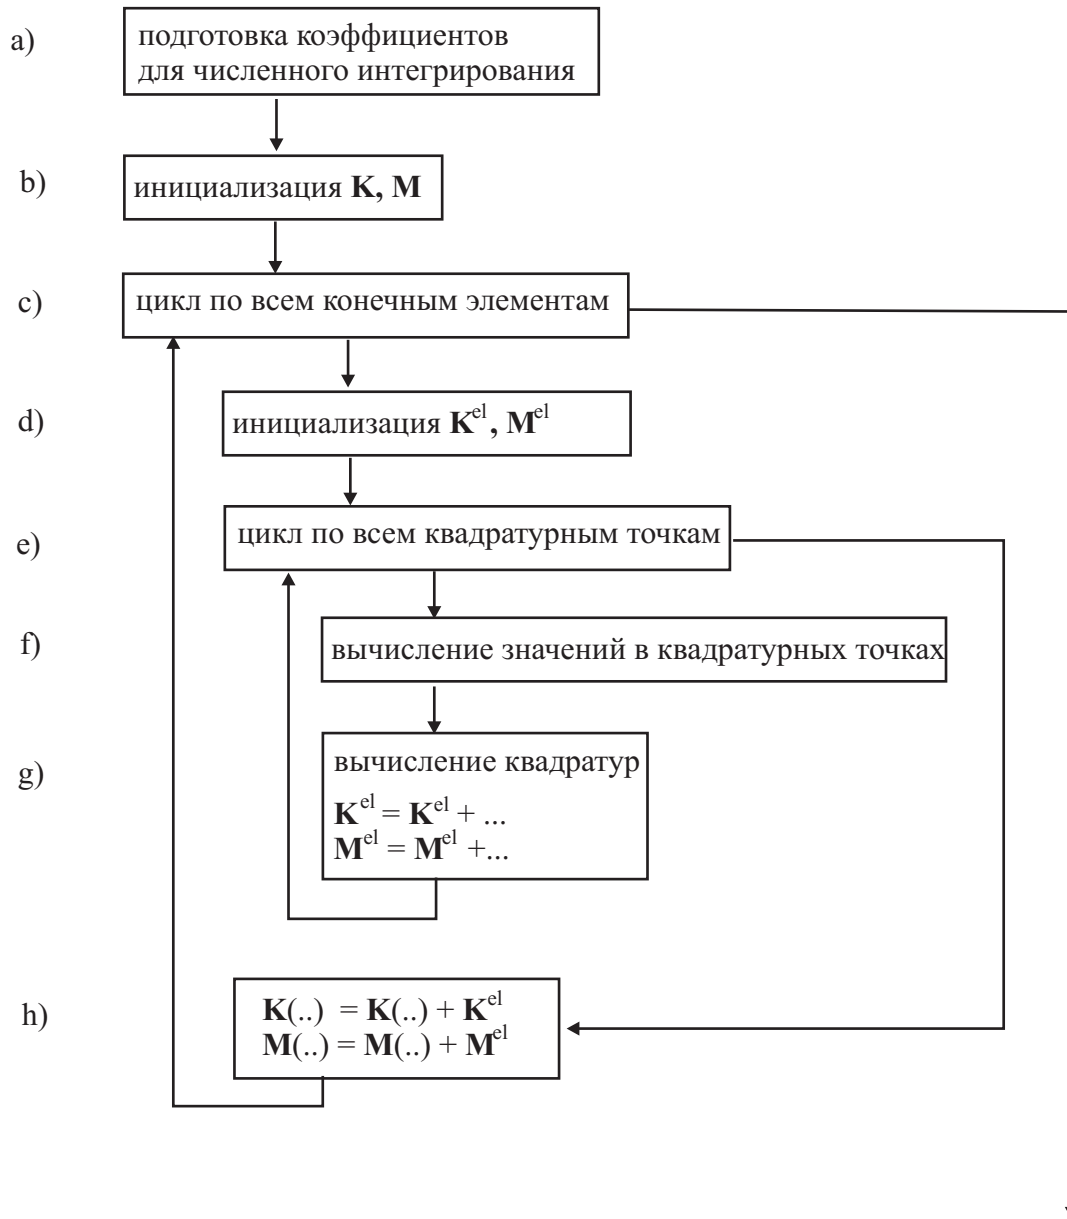 a)
подготовка коэффициентов
для численного интегрирования
b)
инициализация K, M
c)
цикл по всем конечным элементам
d)
инициализация K^el, M^el
e)
цикл по всем квадратурным точкам
f)
вычисление значений в квадратурных точках
g)
вычисление квадратур
K^el = K^el + ...
M^el = M^el +...
h)
K(..) = K(..) + K^el
M(..) = M(..) + M^el